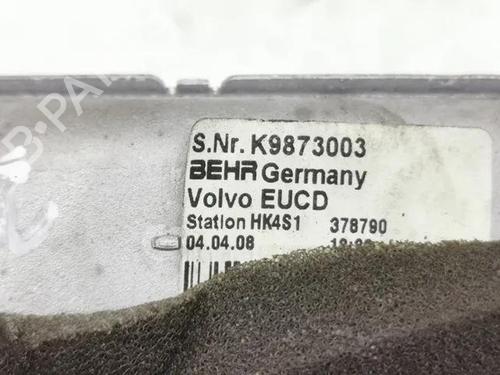 S.Nr. K9873003
BEHR Germany
Volvo EUCD
Station HK4S1 378790
04.04.08